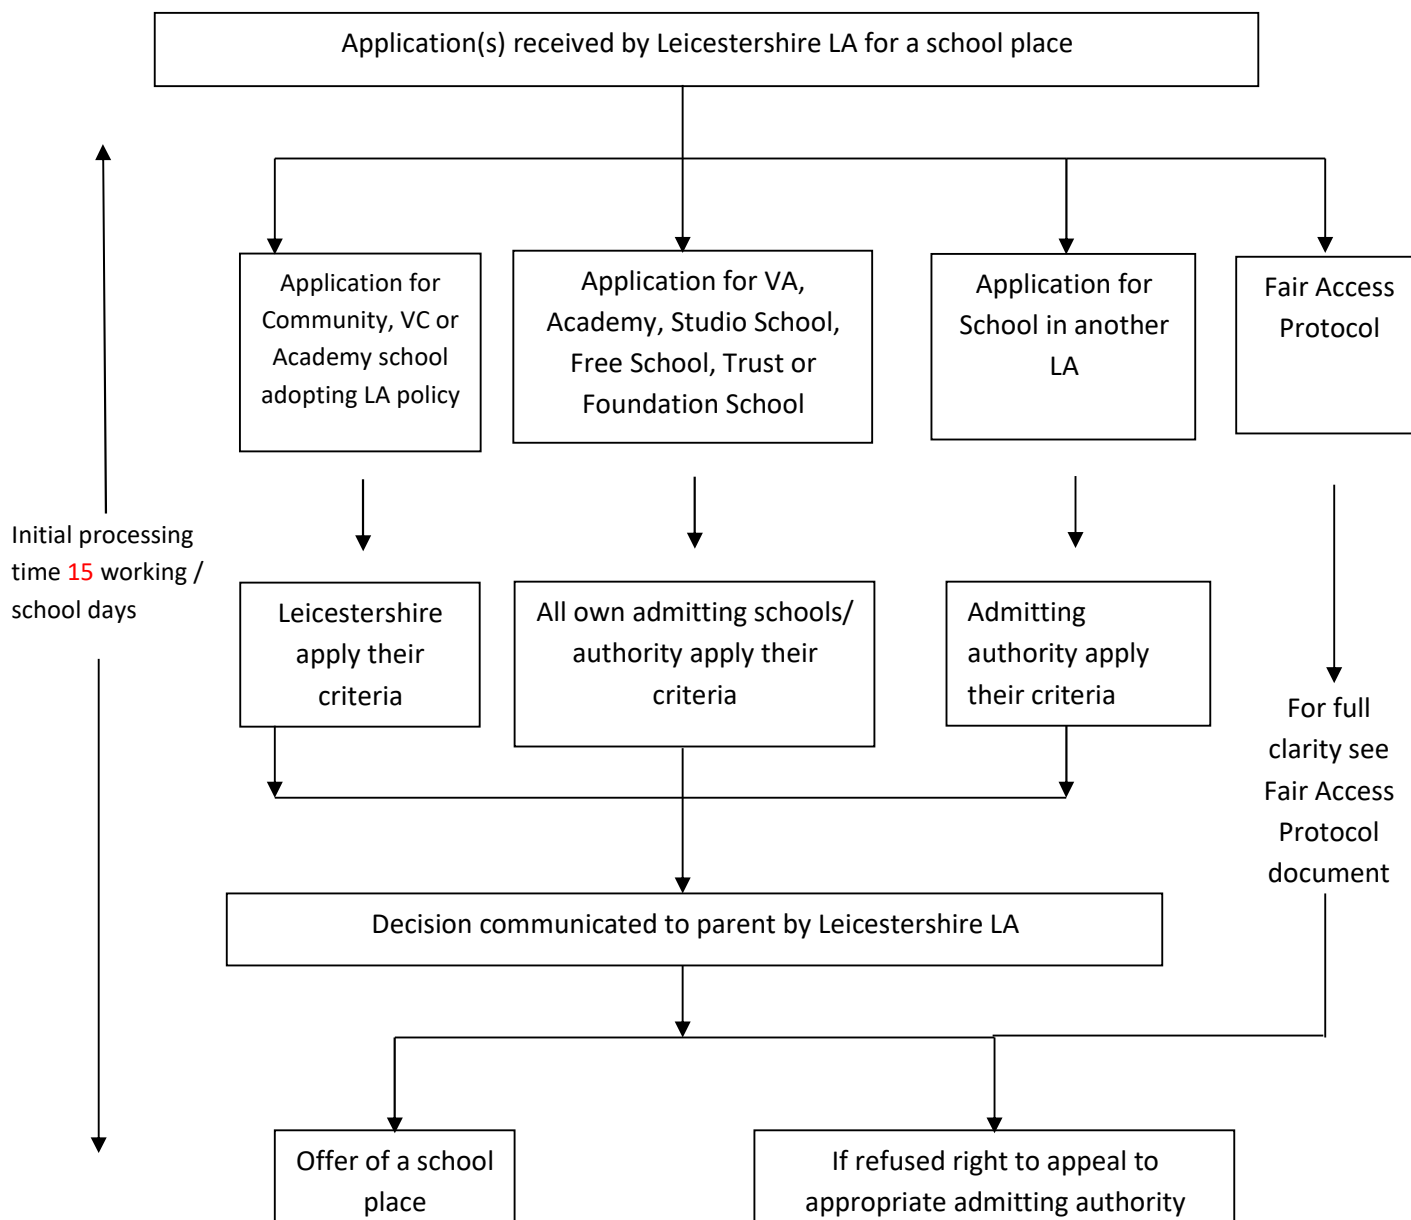 Application(s) received by Leicestershire LA for a school place
Application for
Community, VC or
Academy school
adopting LA policy
Application for VA,
Academy, Studio School,
Free School, Trust or
Foundation School
Application for
School in another
LA
Fair Access
Protocol
Initial processing
time 15 working /
school days
Leicestershire
apply their
criteria
All own admitting schools/
authority apply their
criteria
Admitting
authority apply
their criteria
For full
clarity see
Fair Access
Protocol
document
Decision communicated to parent by Leicestershire LA
Offer of a school
place
If refused right to appeal to
appropriate admitting authority